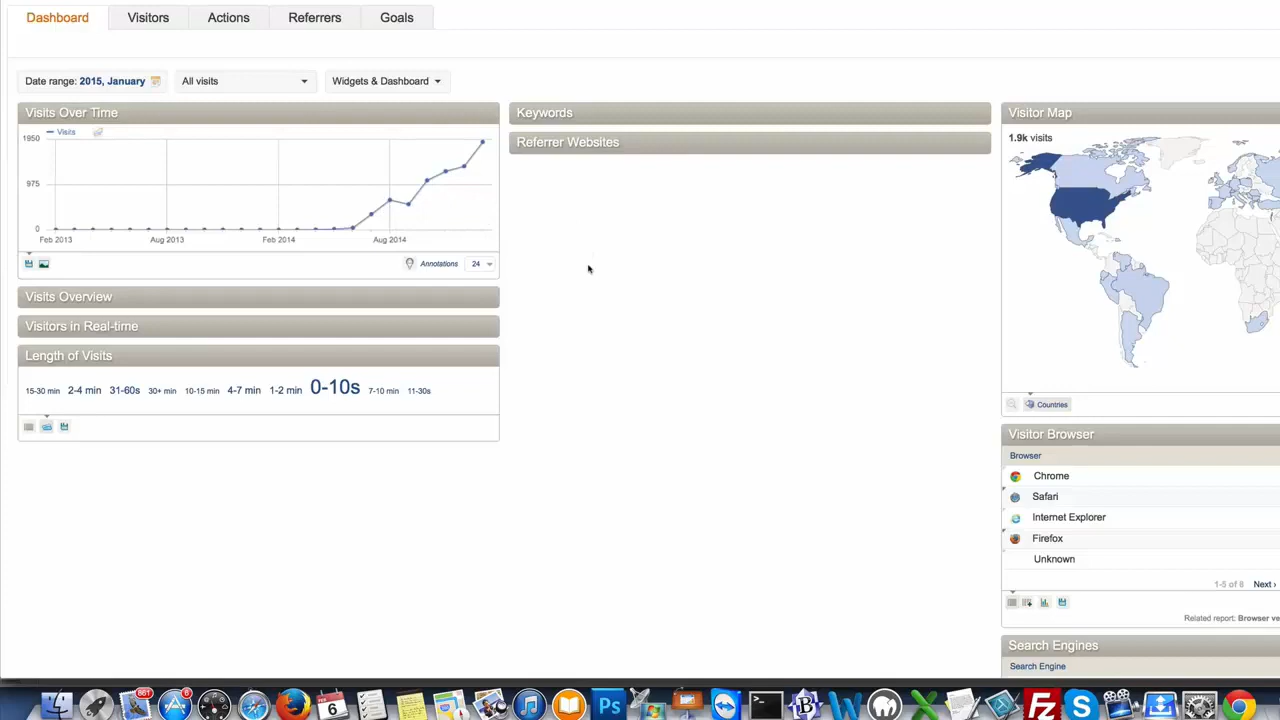 Dashboard
Visitors
Actions
Referrers
Goals
Date range: 2015, January
All visits
Widgets & Dashboard
Visits Over Time
1950
Visits
975
0
Feb 2013
Aug 2013
Feb 2014
Aug 2014
Annotations
24
Visits Overview
Visitors in Real-time
Length of Visits
15-30 min 2-4 min 31-60s 30+ min 10-15 min 4-7 min 1-2 min 0-10s 7-10 min 11-30s
Keywords
Referrer Websites
Visitor Map
1.9k visits
Countries
Visitor Browser
Browser
Chrome
Safari
Internet Explorer
Firefox
Unknown
1-5 of 8 Next ›
Related report: Browser ve
Search Engines
Search Engine
861
6
6
Ps
B
W
X
Fz
S